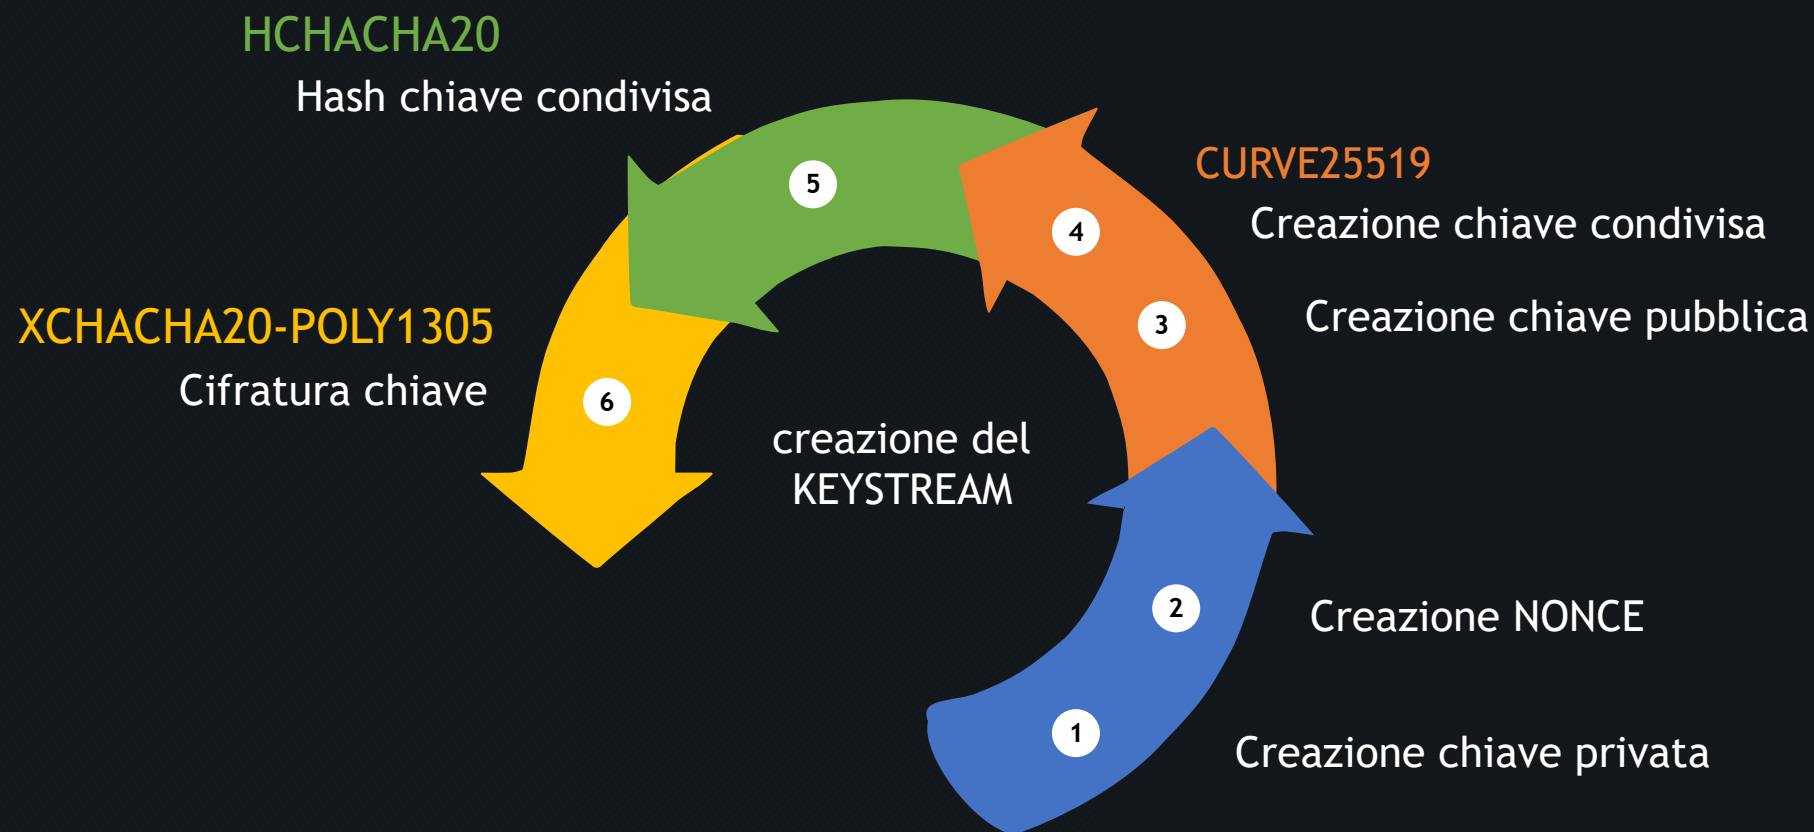 HCHACHA20
Hash chiave condivisa
5
CURVE25519
4
Creazione chiave condivisa
3
Creazione chiave pubblica
XCHACHA20-POLY1305
Cifratura chiave
6
creazione del
KEYSTREAM
2
Creazione NONCE
1
Creazione chiave privata